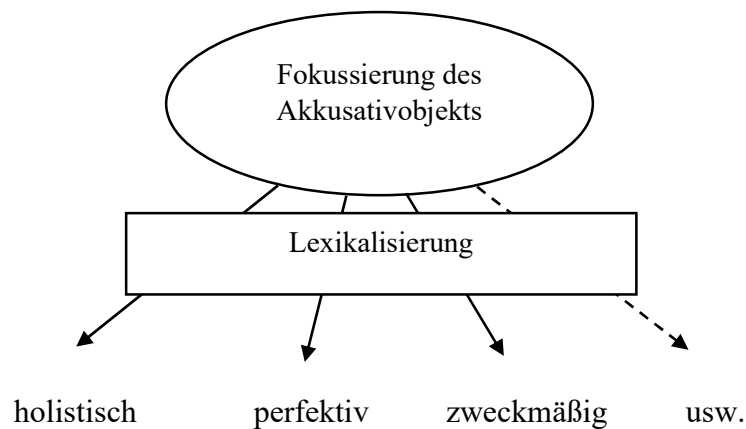 Fokussierung des
Akkusativobjekts
Lexikalisierung
holistisch perfektiv zweckmäßig usw.